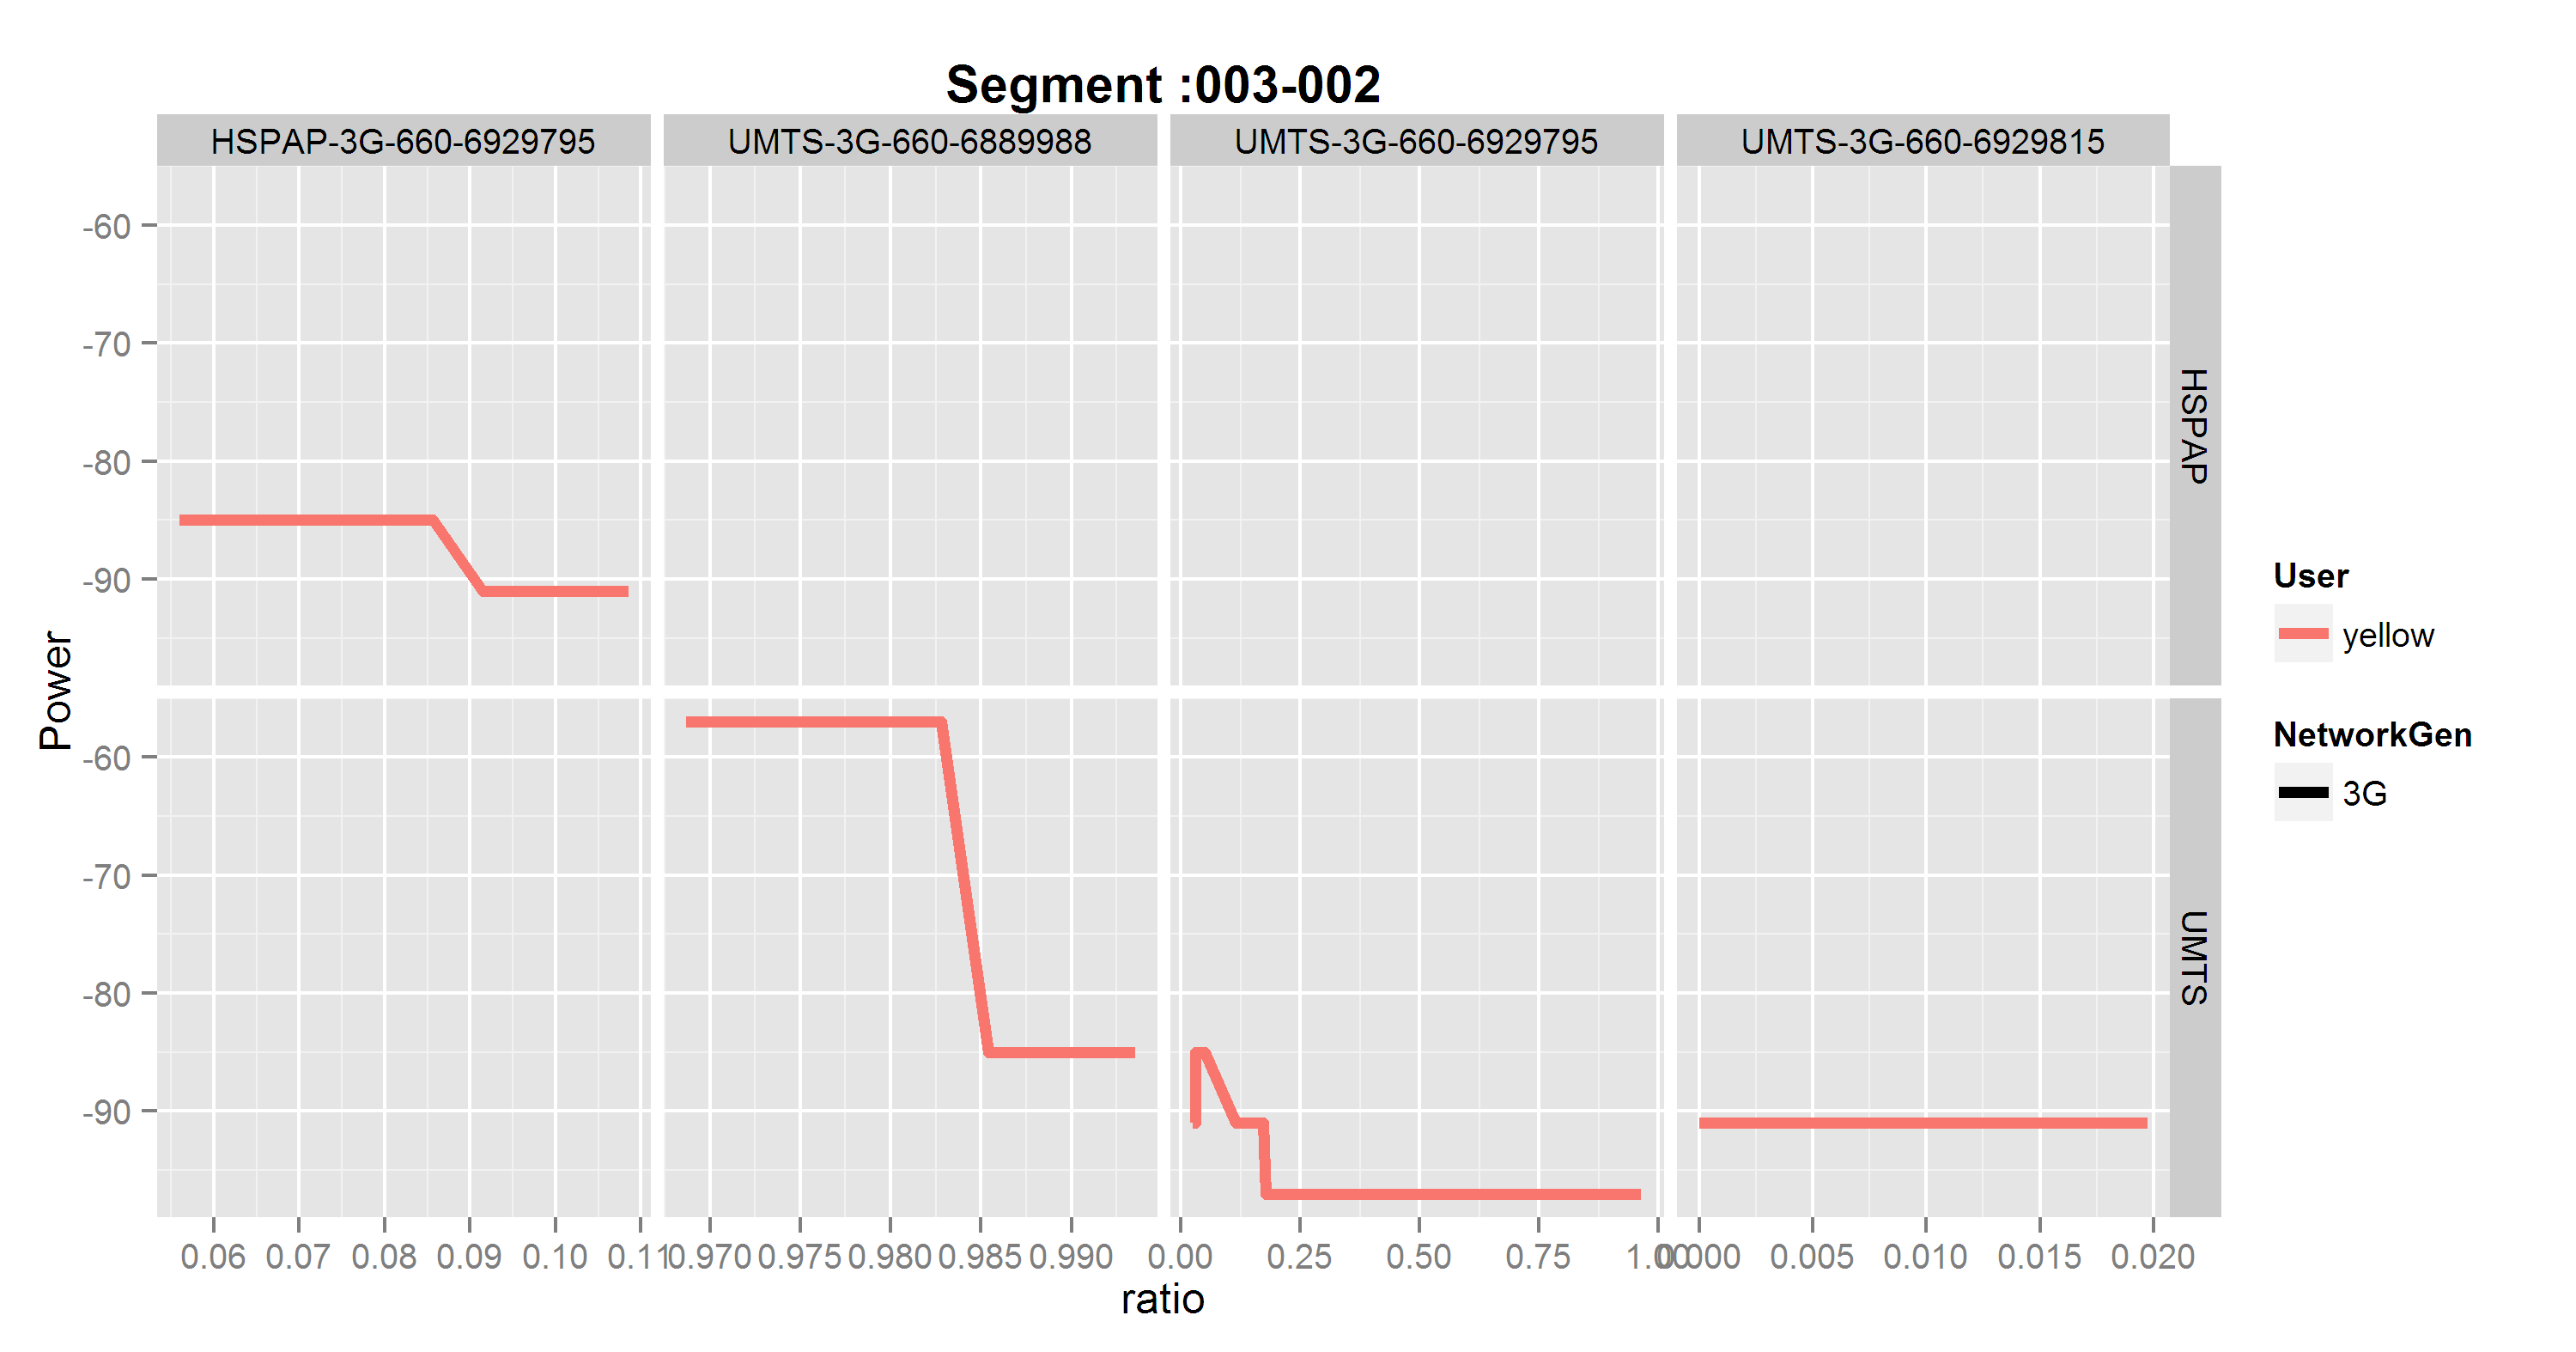 Segment :003-002
HSPAP-3G-660-6929795 UMTS-3G-660-6889988 UMTS-3G-660-6929795 UMTS-3G-660-6929815
-60
-70
-80
-90
HSPAP
Power
-60
-70
-80
-90
UMTS
0.06 0.07 0.08 0.09 0.10 0.11 0.970 0.975 0.980 0.985 0.990 0.00 0.25 0.50 0.75 1.00 0.000 0.005 0.010 0.015 0.020
ratio
User
yellow
NetworkGen
3G